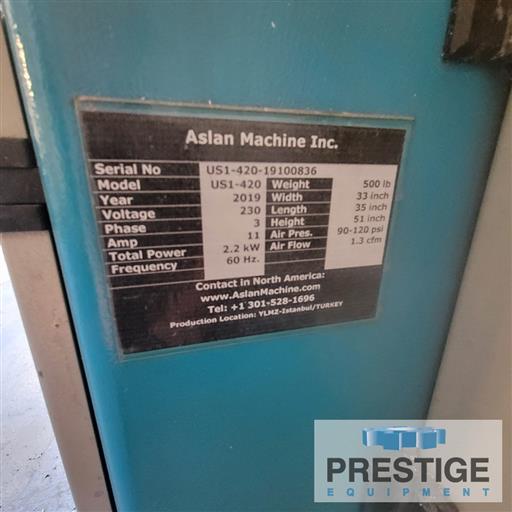 Aslan Machine Inc.
Serial No US1-420-19100836
Model US1-420 Weight 500 lb
Year 2019 Width 33 inch
Voltage 230 Length 35 inch
Phase 3 Height 51 inch
Amp 11 Air Pres. 90-120 psi
Total Power 2.2 kW Air Flow 1.3 cfm
Frequency 60 Hz.
Contact in North America:
www.AslanMachine.com
Tel: +1 301-528-1696
Production Location: YLMZ-Istanbul/TURKEY
PRESTIGE
EQUIPMENT